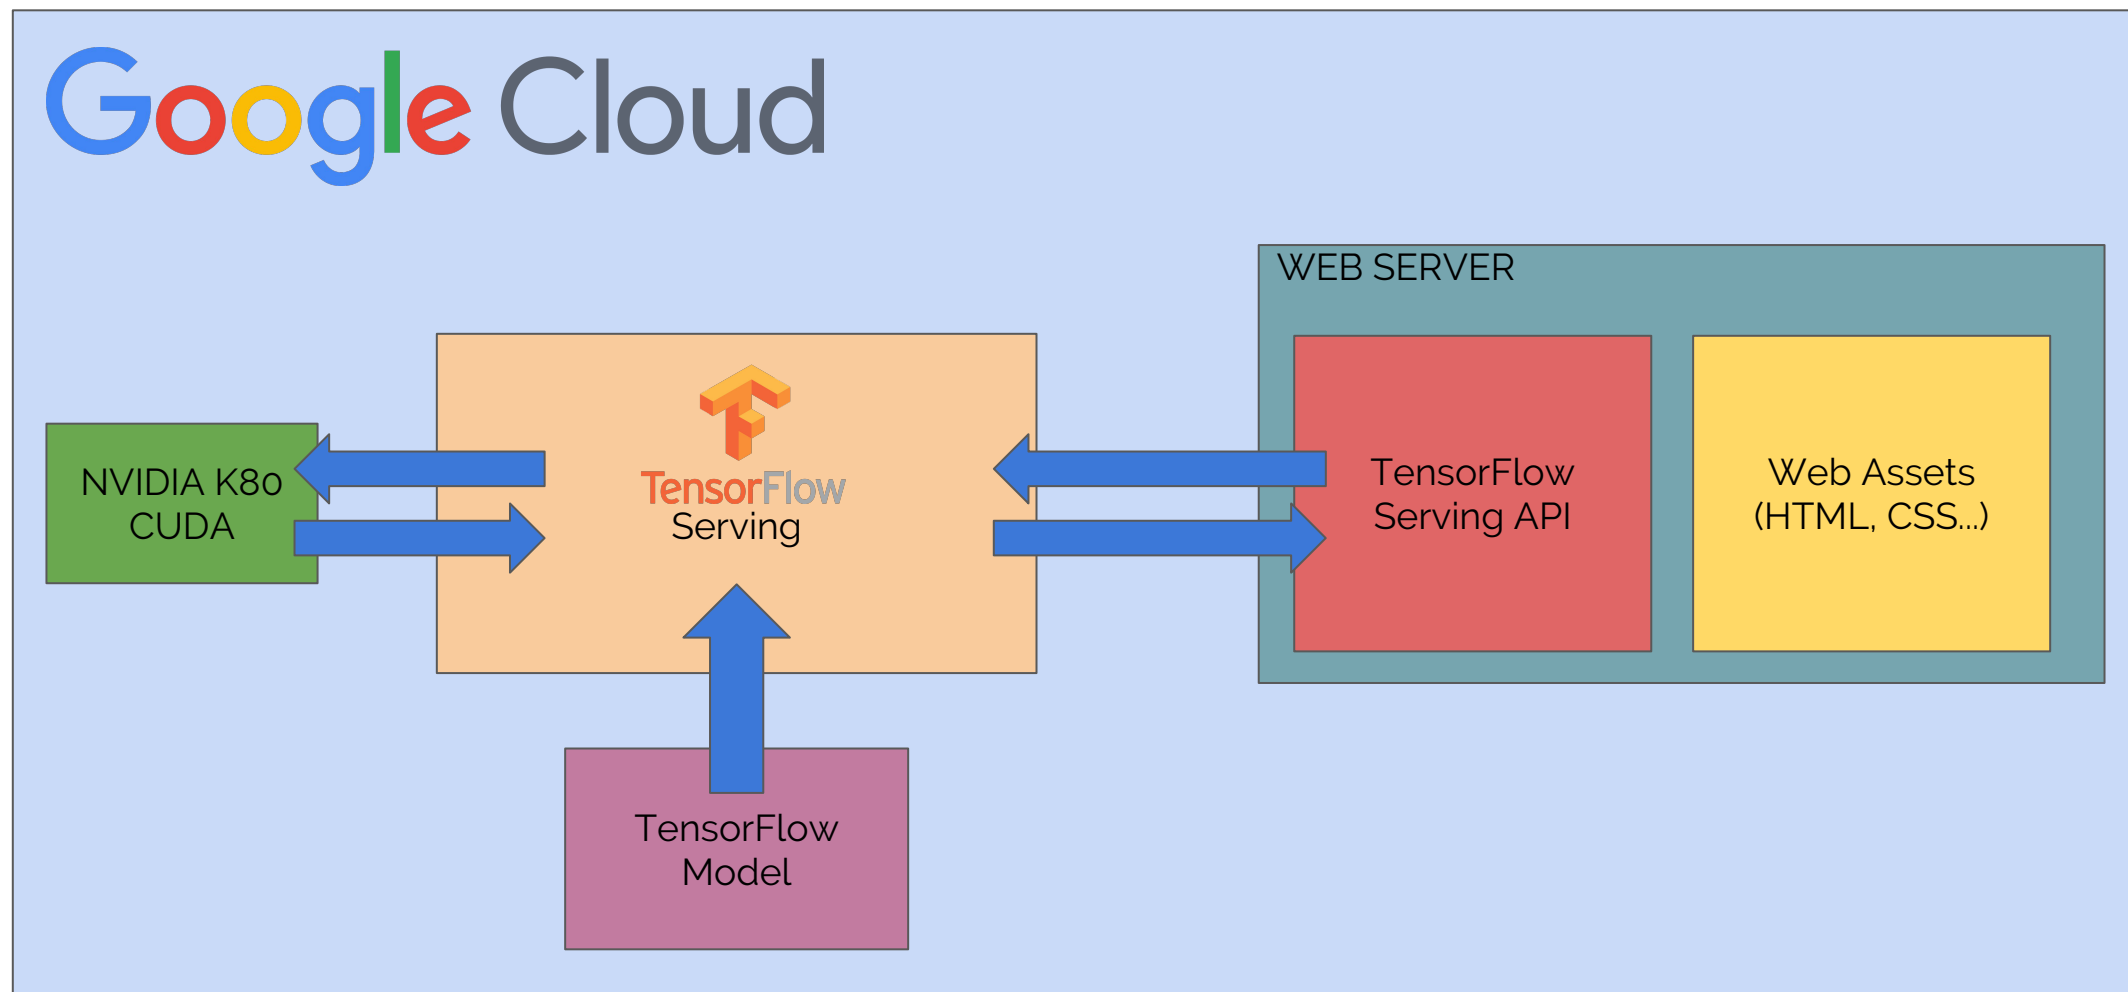 Google Cloud
WEB SERVER
NVIDIA K80
CUDA
TensorFlow
Serving
TensorFlow
Serving API
Web Assets
(HTML, CSS...)
TensorFlow
Model